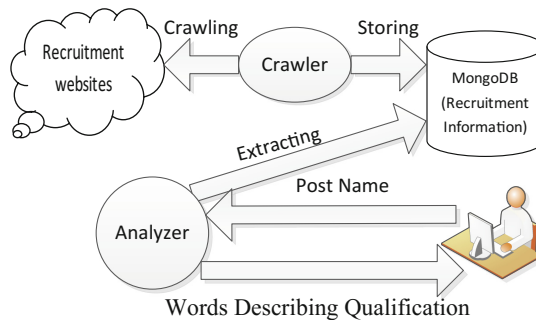 Crawling
Storing
Recruitment
websites
Crawler
MongoDB
(Recruitment
Information)
Extracting
Post Name
Analyzer
Words Describing Qualification